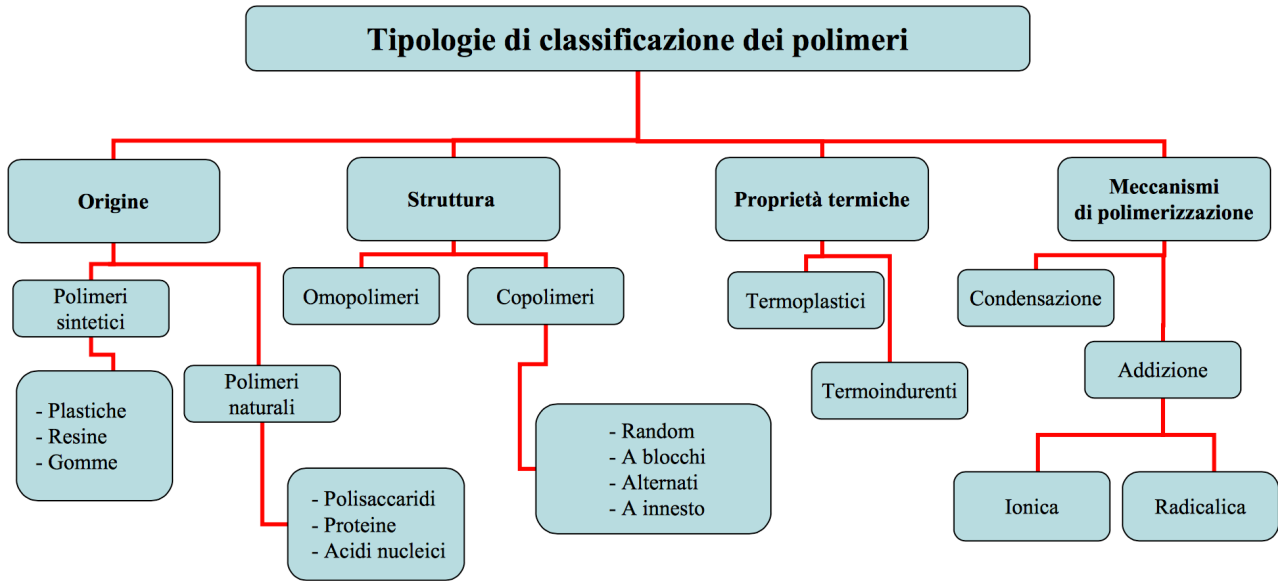 Tipologie di classificazione dei polimeri
Origine
Struttura
Proprietà termiche
Meccanismi
di polimerizzazione
Polimeri
sintetici
Omopolimeri
Copolimeri
Termoplastici
Condensazione
Polimeri
naturali
Termoindurenti
Addizione
- Plastiche
- Resine
- Gomme
- Random
- A blocchi
- Alternati
- A innesto
- Polisaccaridi
- Proteine
- Acidi nucleici
Ionica
Radicalica